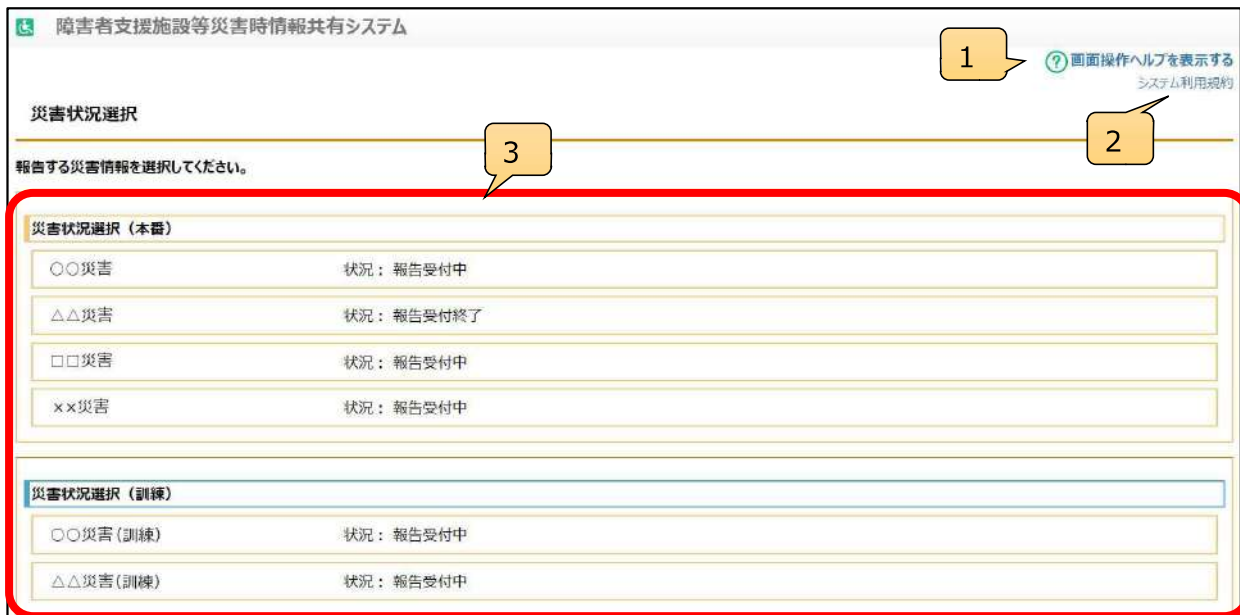 障害者支援施設等災害時情報共有システム
1
画面操作ヘルプを表示する
システム利用規約
災害状況選択
2
3
報告する災害情報を選択してください。
災害状況選択（本番）
○○災害 状況： 報告受付中
△△災害 状況： 報告受付終了
□□災害 状況： 報告受付中
××災害 状況： 報告受付中
災害状況選択（訓練）
○○災害(訓練) 状況： 報告受付中
△△災害(訓練) 状況： 報告受付中